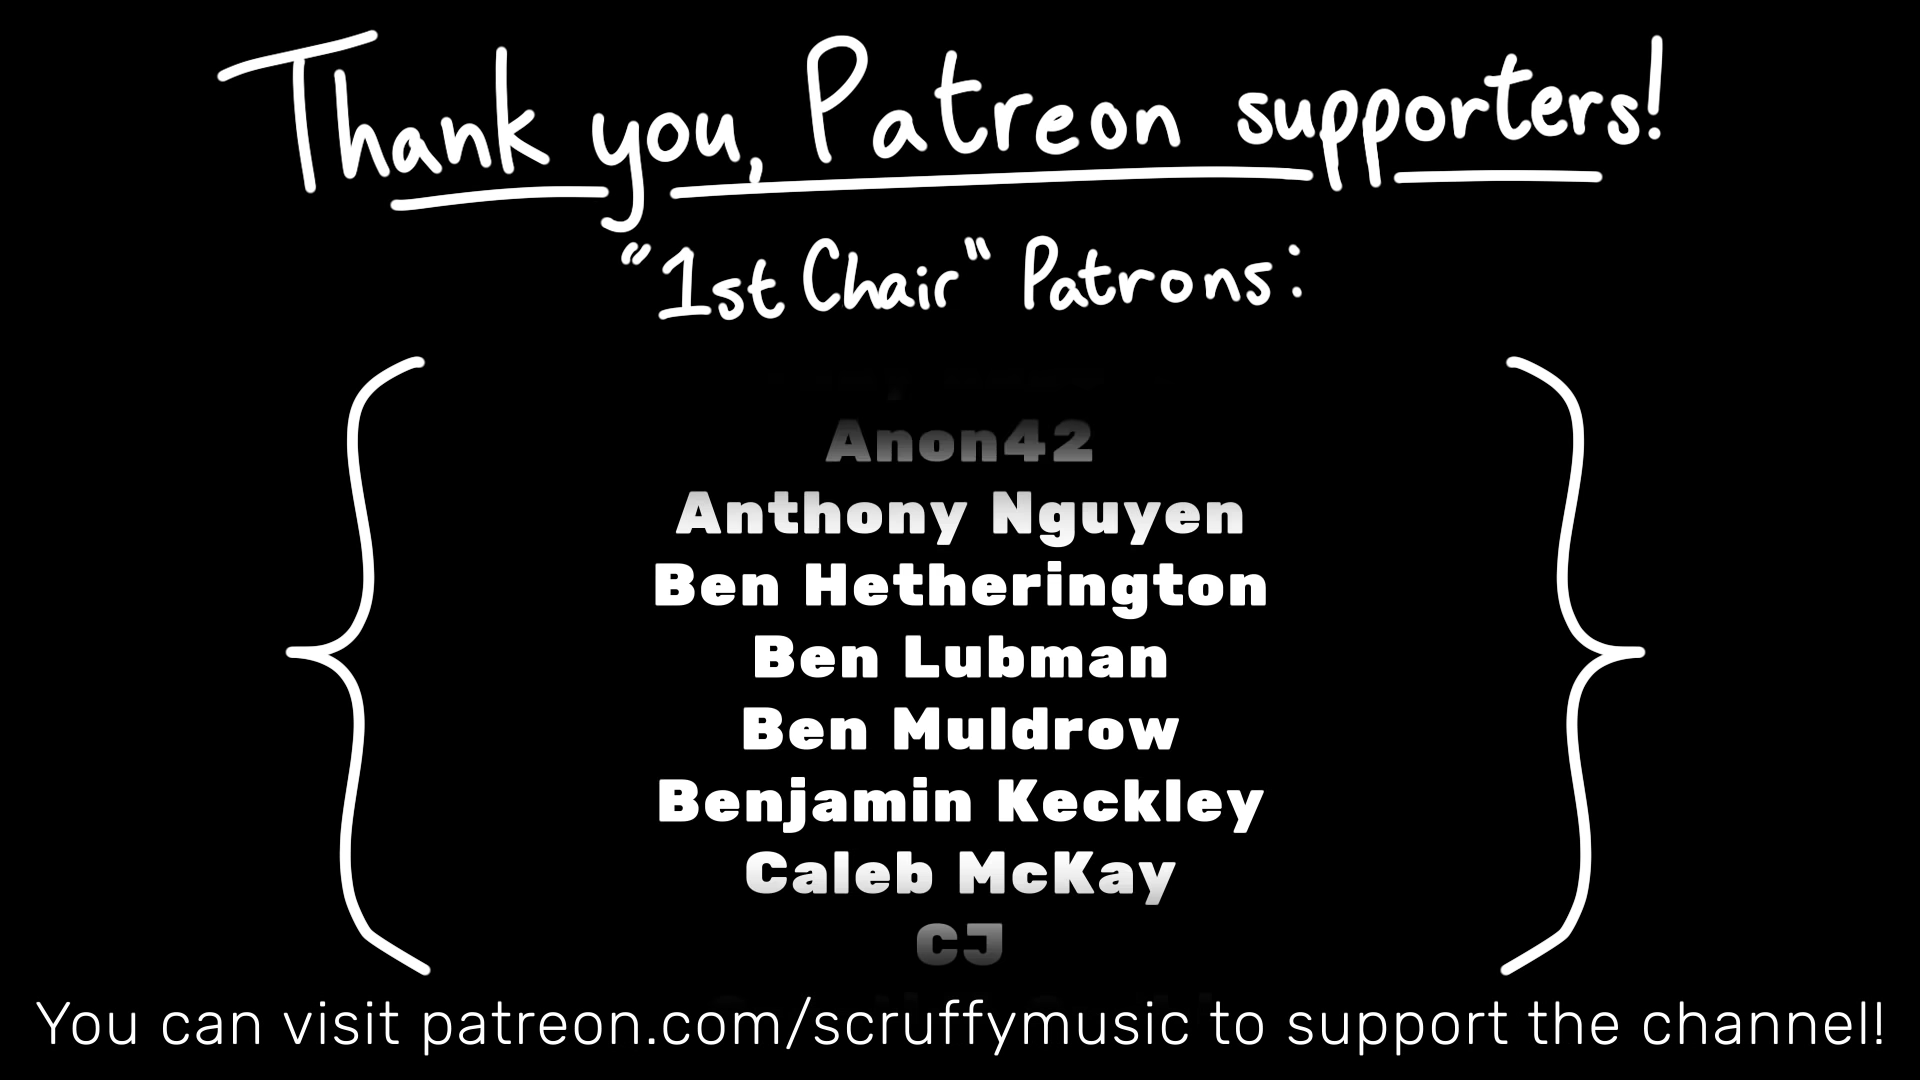 Thank you, Patreon supporters!
"1st Chair" Patrons:
Anon42
Anthony Nguyen
Ben Hetherington
Ben Lubman
Ben Muldrow
Benjamin Keckley
Caleb McKay
CJ
You can visit patreon.com/scruffymusic to support the channel!